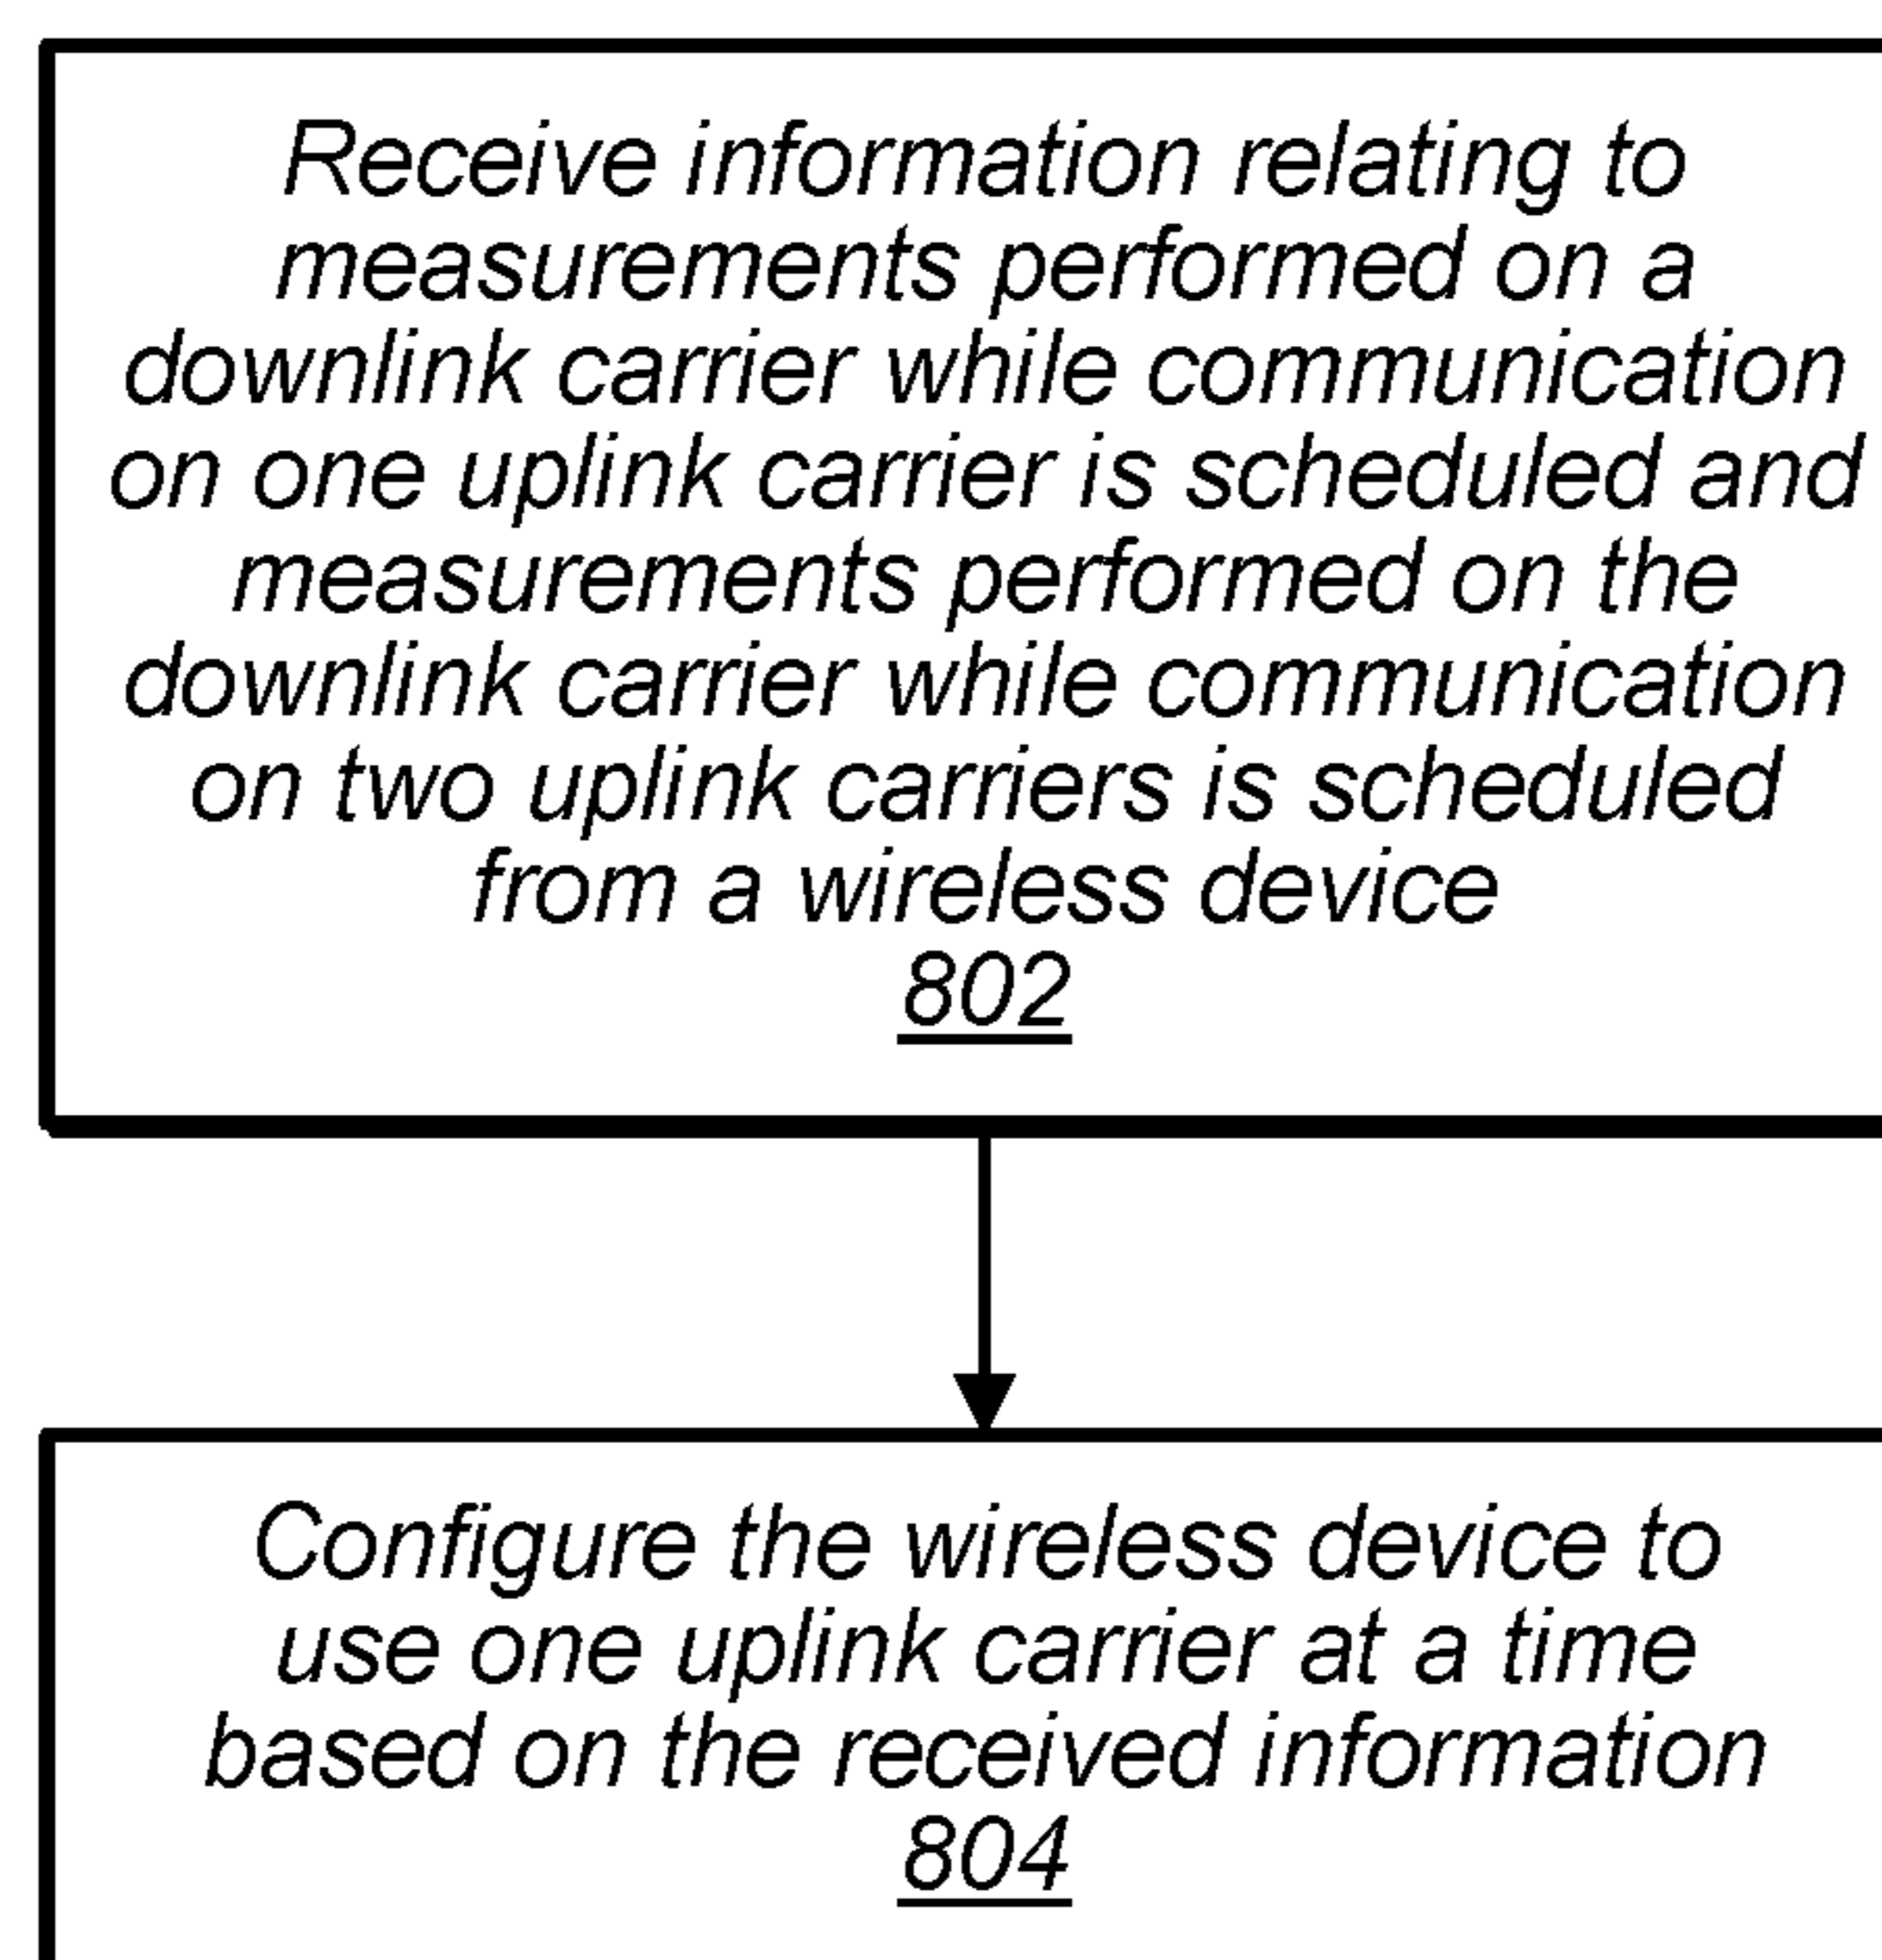 Receive information relating to
measurements performed on a
downlink carrier while communication
on one uplink carrier is scheduled and
measurements performed on the
downlink carrier while communication
on two uplink carriers is scheduled
from a wireless device
802
Configure the wireless device to
use one uplink carrier at a time
based on the received information
804